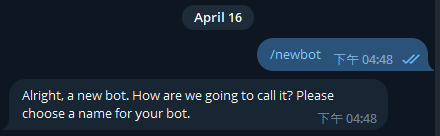 April 16
/newbot 下午 04:48
Alright, a new bot. How are we going to call it? Please
choose a name for your bot. 下午 04:48